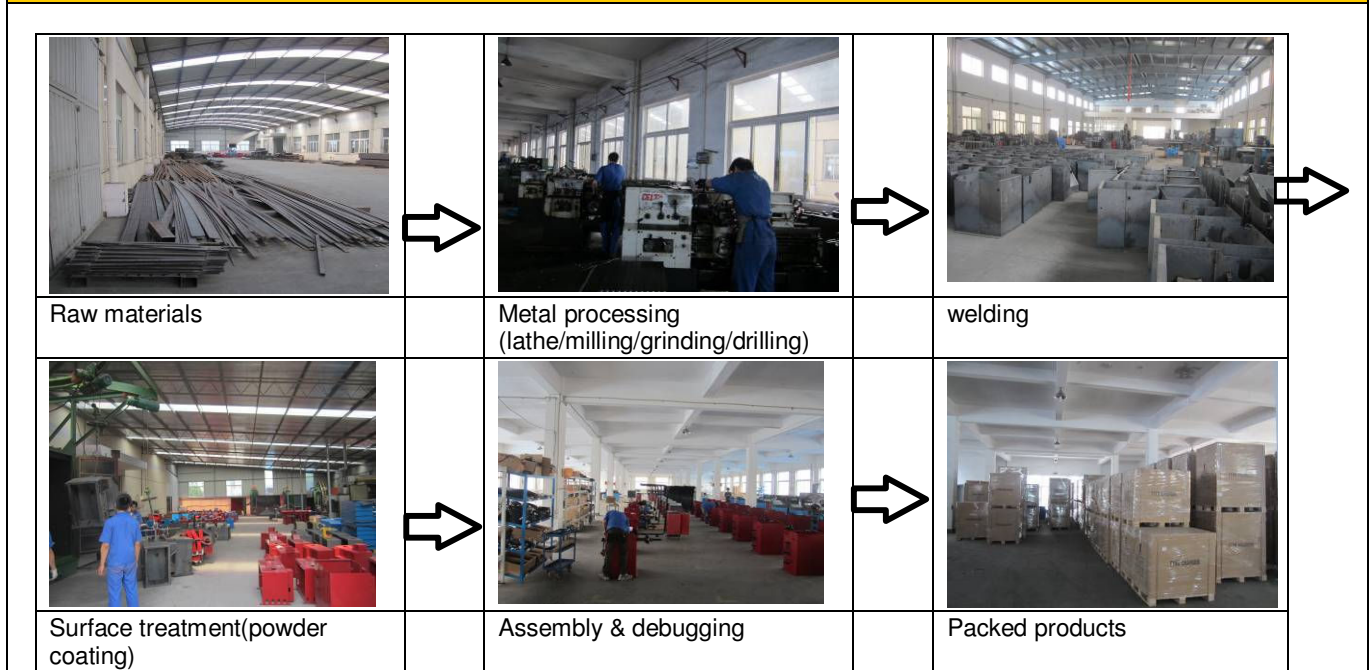 Raw materials
Metal processing
(lathe/milling/grinding/drilling)
welding
Surface treatment(powder
coating)
Assembly & debugging
Packed products